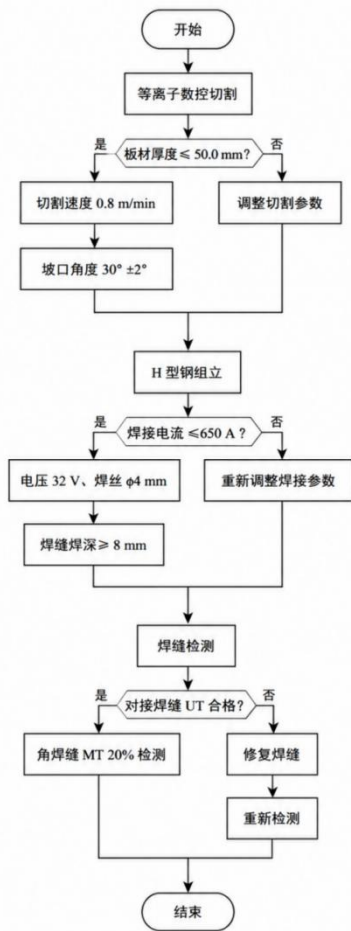 开始
等离子数控切割
是
板材厚度≤ 50.0 mm?
否
切割速度 0.8 m/min
调整切割参数
坡口角度 30° ±2°
H 型钢组立
是
焊接电流 ≤650 A ?
否
电压 32 V、焊丝 ϕ4 mm
重新调整焊接参数
焊缝焊深≥ 8 mm
焊缝检测
是
对接焊缝 UT 合格?
否
角焊缝 MT 20% 检测
修复焊缝
重新检测
结束